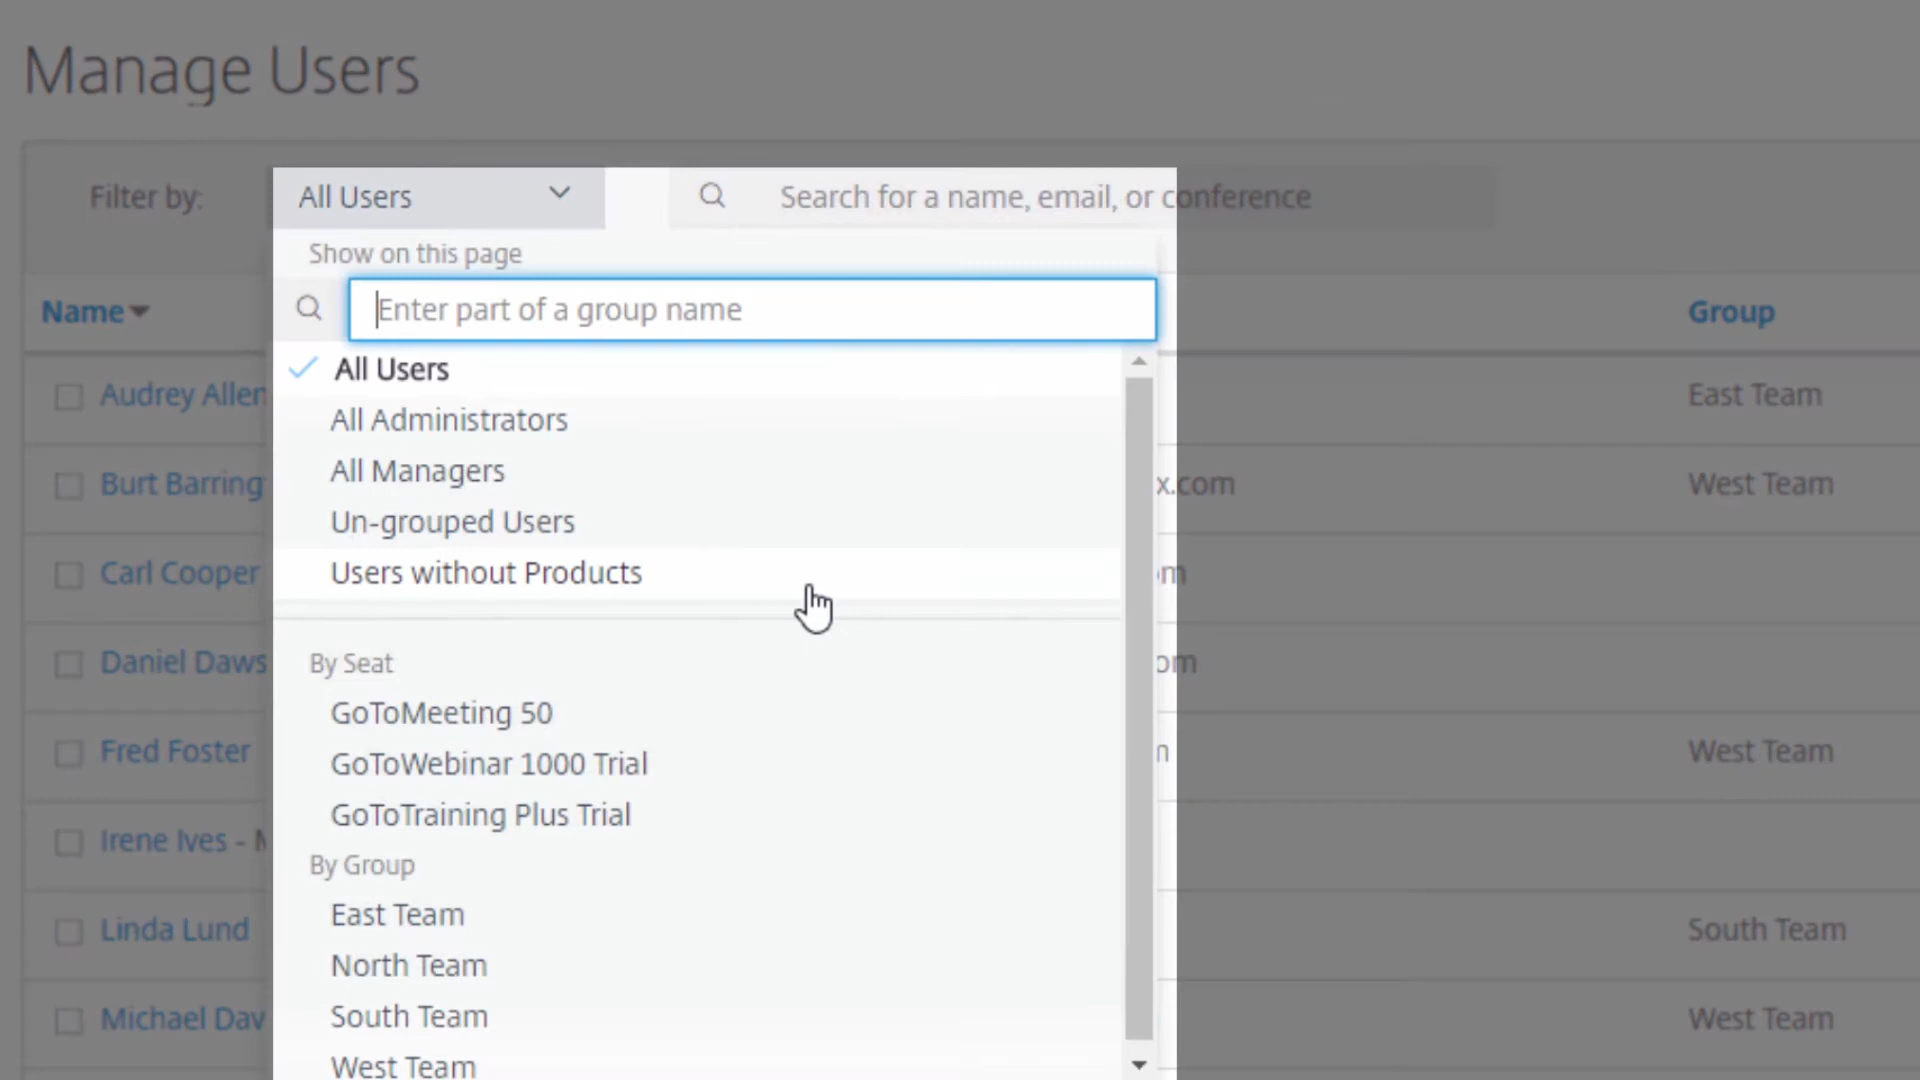 Manage Users
Filter by:
All Users
Search for a name, email, or conference
Show on this page
Enter part of a group name
Name
Group
All Users
All Administrators
All Managers
Un-grouped Users
Users without Products
By Seat
GoToMeeting 50
GoToWebinar 1000 Trial
GoToTraining Plus Trial
By Group
East Team
North Team
South Team
West Team
Audrey Allen
East Team
Burt Barring
x.com
West Team
Carl Cooper
om
Daniel Daws
om
Fred Foster
West Team
Irene Ives -
Linda Lund
South Team
Michael Dav
West Team